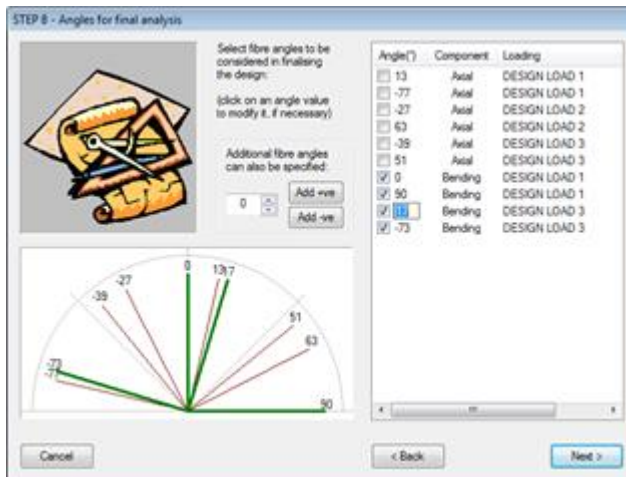 STEP 8 - Angles for final analysis
Select fibre angles to be
considered in finalising
the design:
(click on an angle value
to modify it, if necessary)
Additional fibre angles
can also be specified:
0
Add +ve
Add -ve
Angle(°) Component Loading
13 Axial DESIGN LOAD 1
-77 Axial DESIGN LOAD 1
-27 Axial DESIGN LOAD 2
63 Axial DESIGN LOAD 2
-39 Axial DESIGN LOAD 3
51 Axial DESIGN LOAD 3
0 Bending DESIGN LOAD 1
90 Bending DESIGN LOAD 1
17 Bending DESIGN LOAD 3
-73 Bending DESIGN LOAD 3
0
13
17
-27
-39
51
63
-73
-77
90
Cancel
< Back
Next >